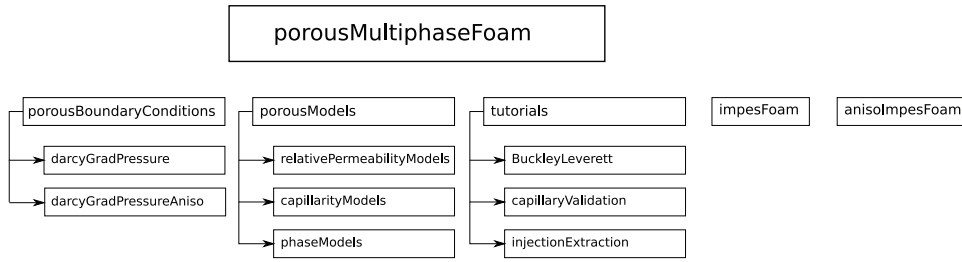 porousMultiphaseFoam
porousBoundaryConditions
darcyGradPressure
darcyGradPressureAniso
porousModels
relativePermeabilityModels
capillarityModels
phaseModels
tutorials
BuckleyLeverett
capillaryValidation
injectionExtraction
impesFoam
anisoImpesFoam